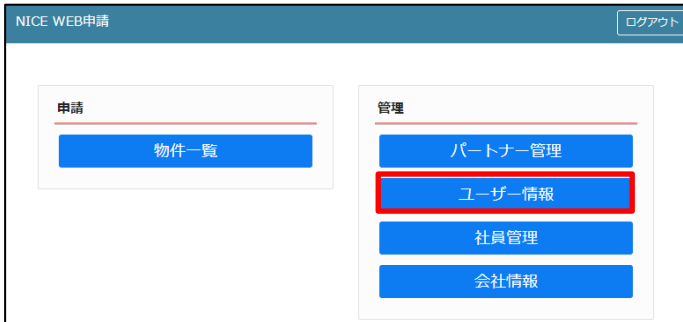 NICE WEB申請
ログアウト
申請
物件一覧
管理
パートナー管理
ユーザー情報
社員管理
会社情報